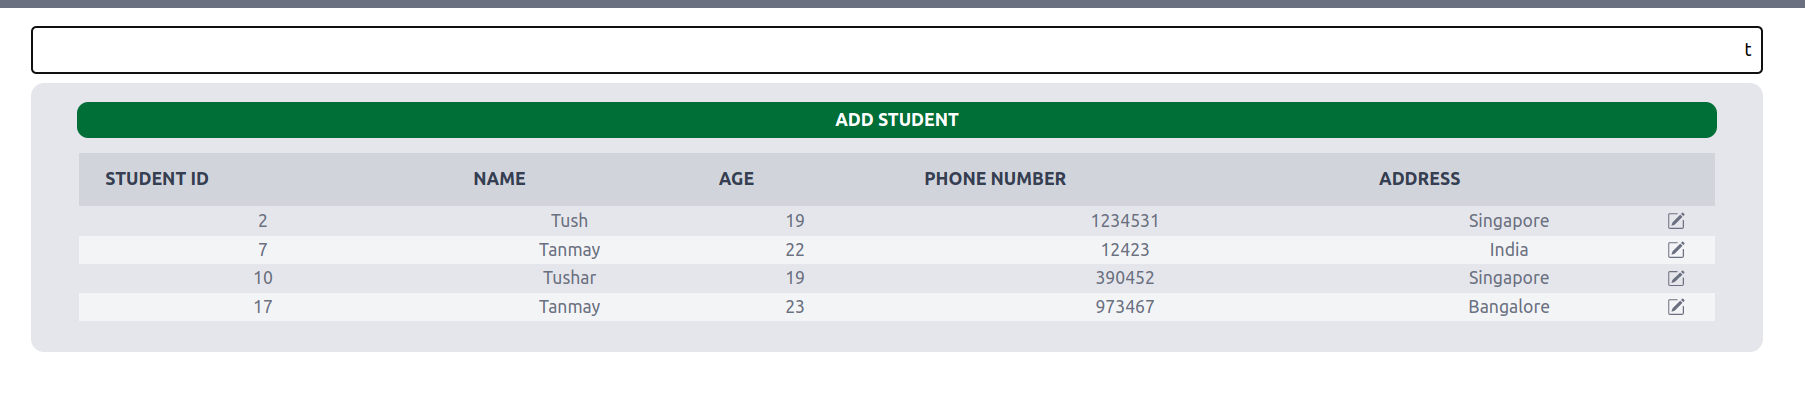 t
ADD STUDENT
STUDENT ID NAME AGE PHONE NUMBER ADDRESS
2 Tush 19 1234531 Singapore
7 Tanmay 22 12423 India
10 Tushar 19 390452 Singapore
17 Tanmay 23 973467 Bangalore